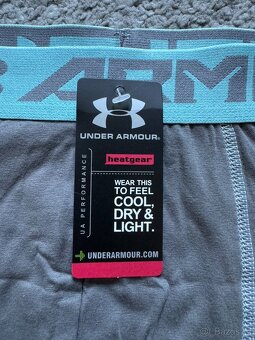 ARM
UNDER ARMOUR.
UA PERFORMANCE
heatgear
WEAR THIS
TO FEEL
COOL,
DRY &
LIGHT.
UNDERARMOUR.COM